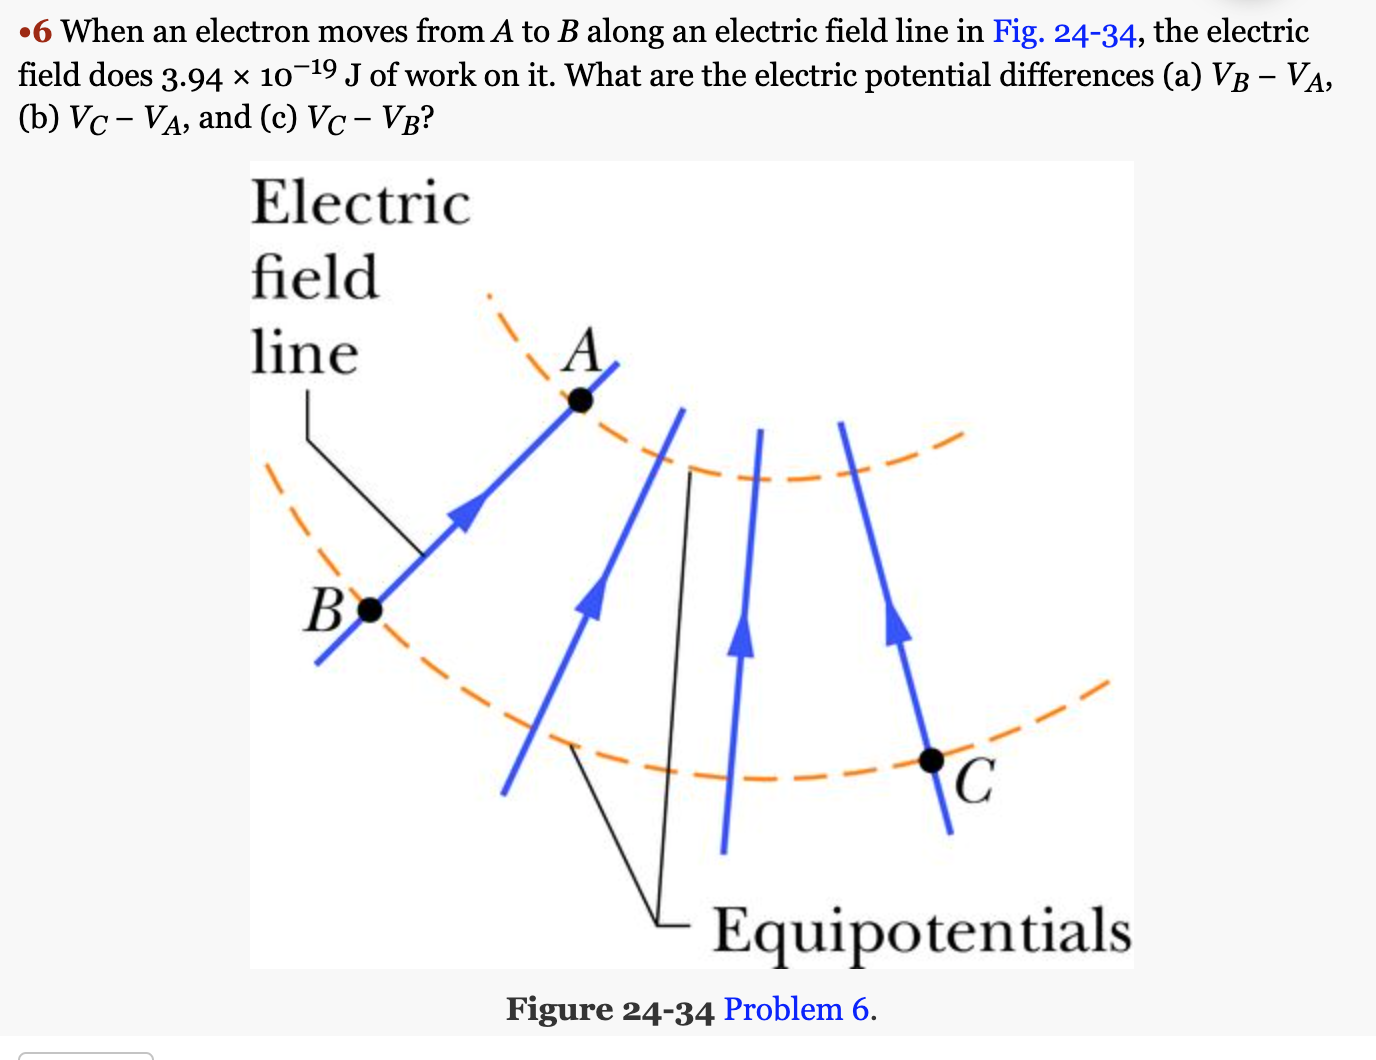 •6 When an electron moves from A to B along an electric field line in Fig. 24-34, the electric
field does 3.94 × 10⁻¹⁹ J of work on it. What are the electric potential differences (a) V_B – V_A,
(b) V_C – V_A, and (c) V_C – V_B?
Electric
field
line
A
B
C
Equipotentials
Figure 24-34 Problem 6.